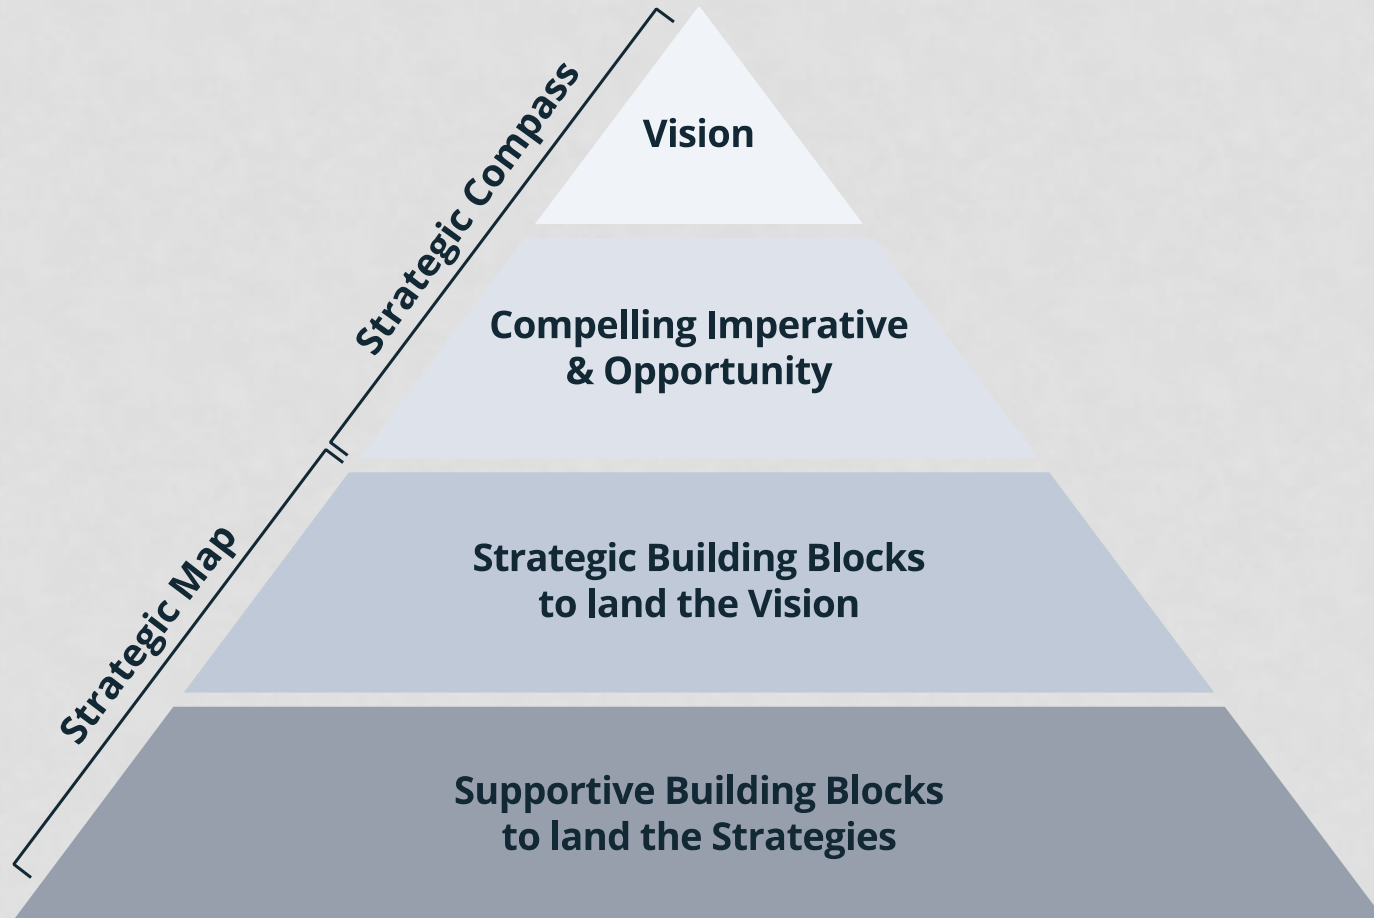 Strategic Compass
Vision
Compelling Imperative
& Opportunity
Strategic Map
Strategic Building Blocks
to land the Vision
Supportive Building Blocks
to land the Strategies